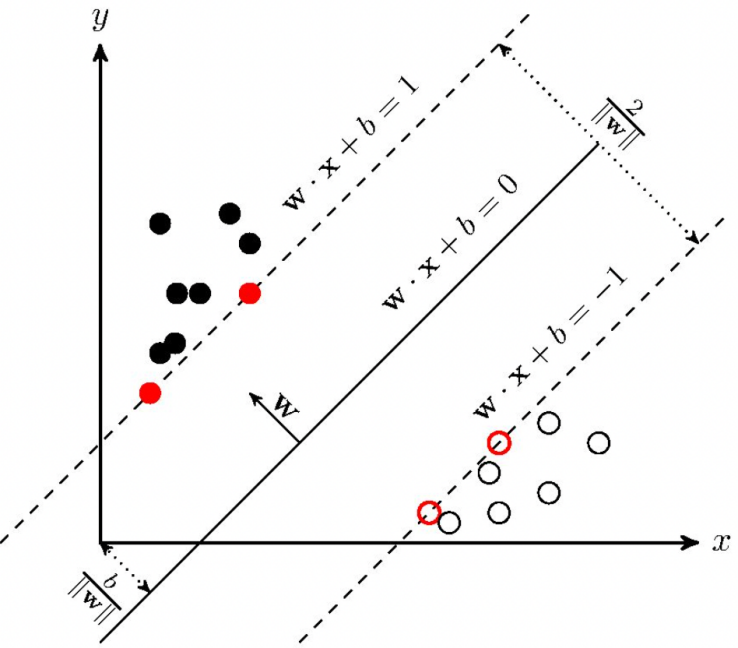 y
w · x + b = 1
2
‖w‖
w · x + b = 0
w · x + b = −1
w
x
b
‖w‖